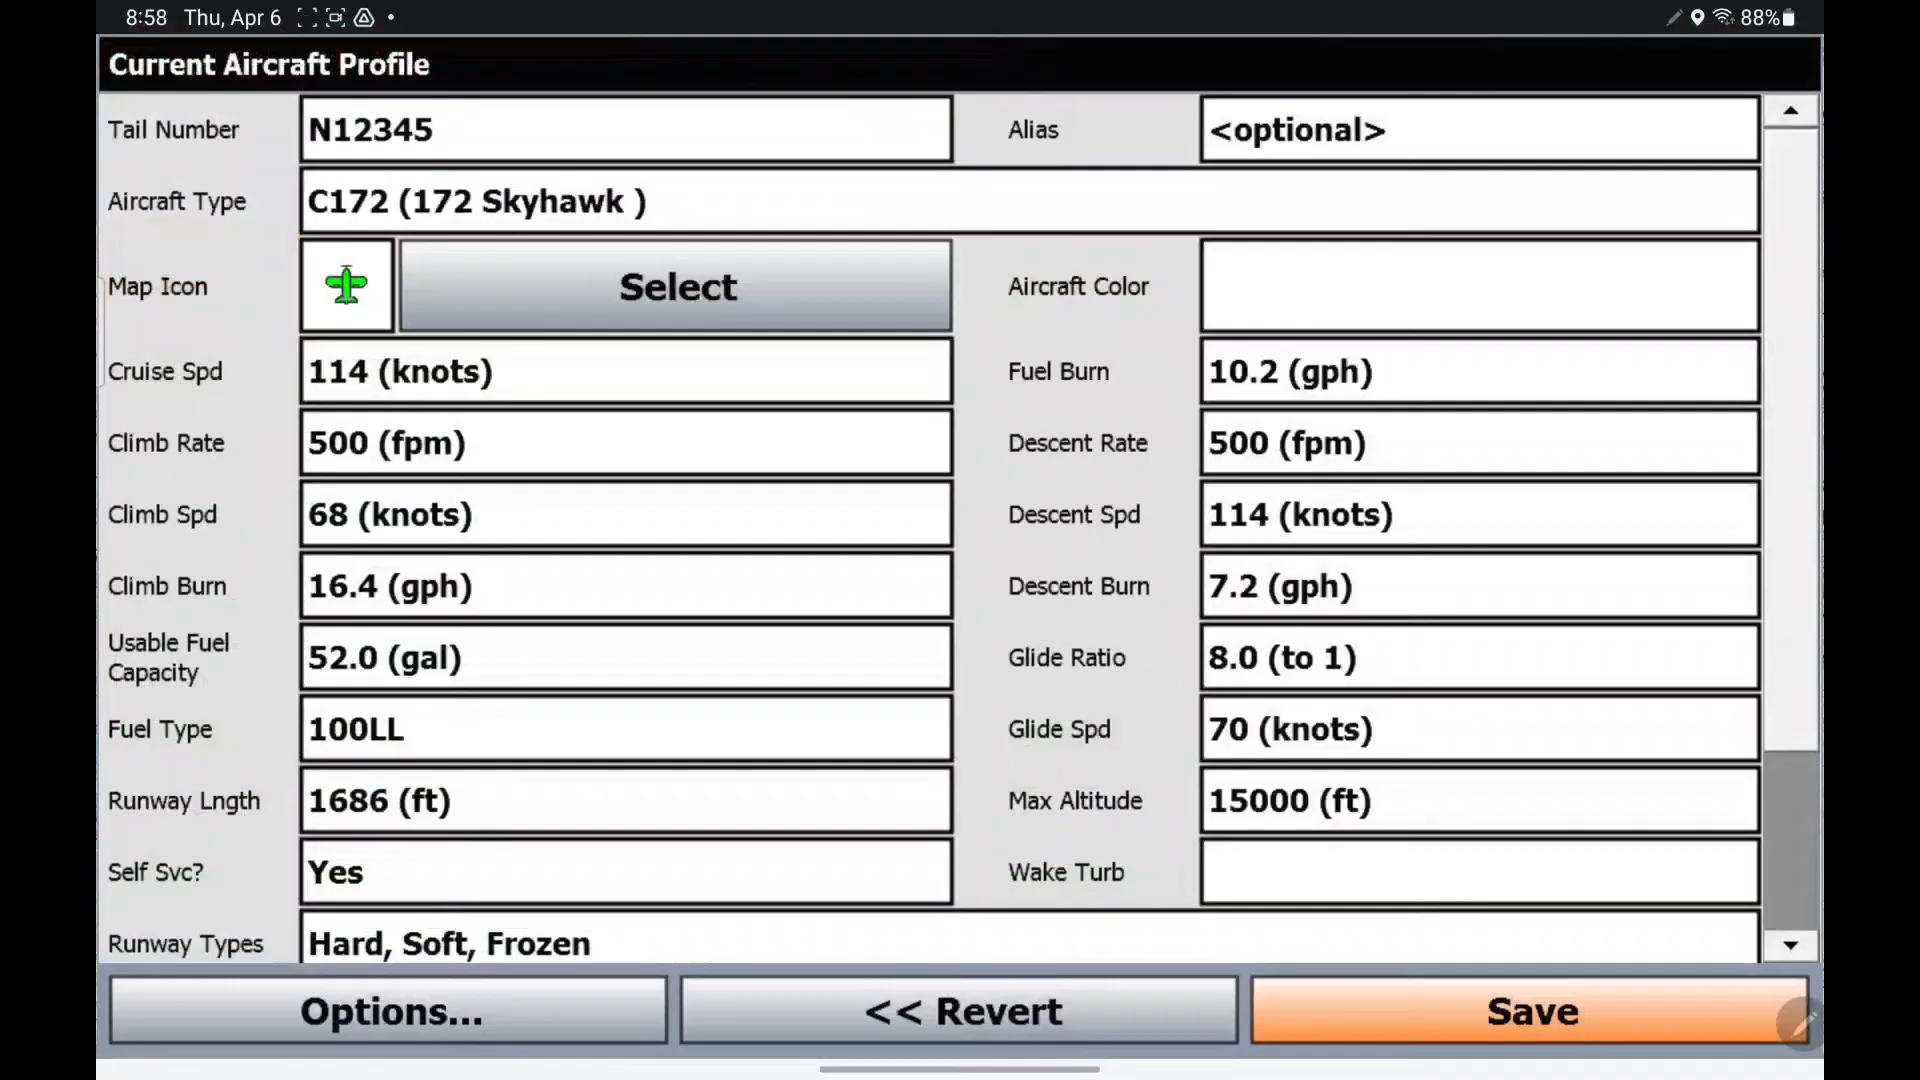 8:58 Thu, Apr 6 88%
Current Aircraft Profile
Tail Number N12345 Alias <optional>
Aircraft Type C172 (172 Skyhawk )
Map Icon Select Aircraft Color
Cruise Spd 114 (knots) Fuel Burn 10.2 (gph)
Climb Rate 500 (fpm) Descent Rate 500 (fpm)
Climb Spd 68 (knots) Descent Spd 114 (knots)
Climb Burn 16.4 (gph) Descent Burn 7.2 (gph)
Usable Fuel
Capacity 52.0 (gal) Glide Ratio 8.0 (to 1)
Fuel Type 100LL Glide Spd 70 (knots)
Runway Lngth 1686 (ft) Max Altitude 15000 (ft)
Self Svc? Yes Wake Turb
Runway Types Hard, Soft, Frozen
Options... << Revert Save